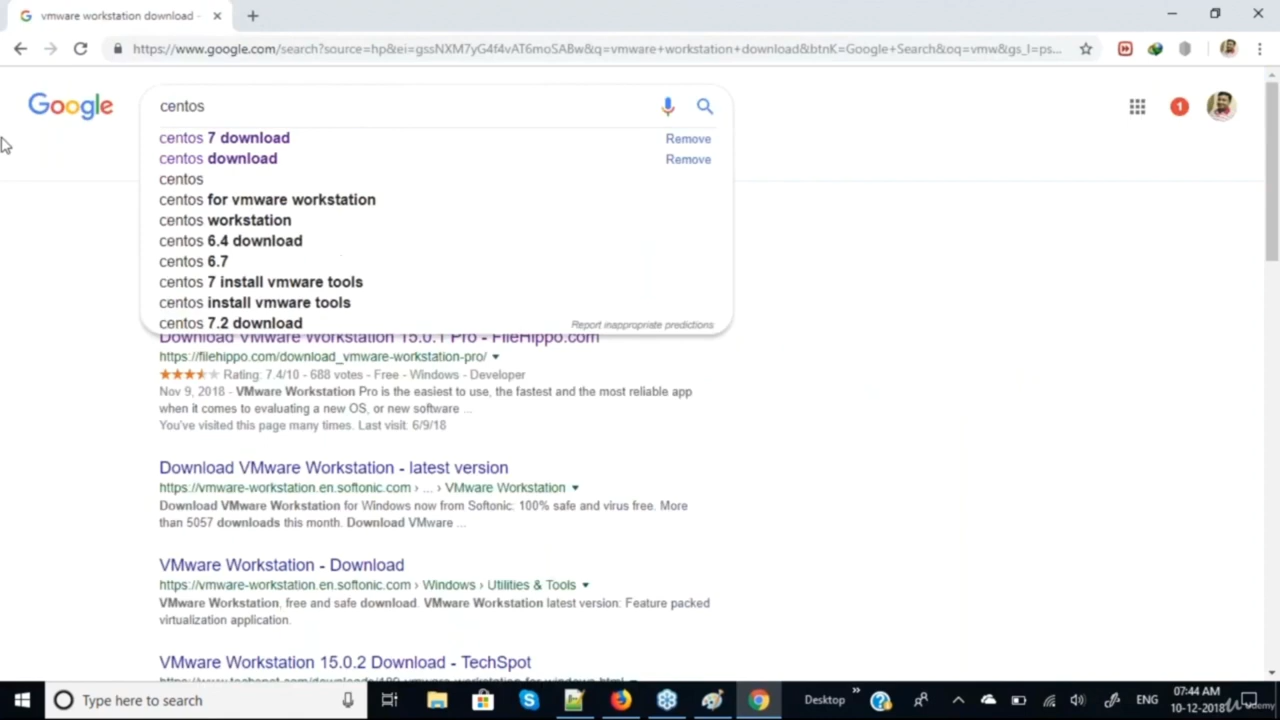 vmware workstation download -
https://www.google.com/search?source=hp&ei=gssNXM7yG4f4vAT6moSABw&q=vmware+workstation+download&btnK=Google+Search&oq=vmw&gs_l=ps...
Google
centos
1
centos 7 download Remove
centos download Remove
centos
centos for vmware workstation
centos workstation
centos 6.4 download
centos 6.7
centos 7 install vmware tools
centos install vmware tools
centos 7.2 download
Report inappropriate predictions
Download VMware Workstation 15.0.1 Pro - FileHippo.com
https://filehippo.com/download_vmware-workstation-pro/
Rating: 7.4/10 - 688 votes - Free - Windows - Developer
Nov 9, 2018 - VMware Workstation Pro is the easiest to use, the fastest and the most reliable app
when it comes to evaluating a new OS, or new software ...
You've visited this page many times. Last visit: 6/9/18
Download VMware Workstation - latest version
https://vmware-workstation.en.softonic.com › ... › VMware Workstation
Download VMware Workstation for Windows now from Softonic: 100% safe and virus free. More
than 5057 downloads this month. Download VMware ...
VMware Workstation - Download
https://vmware-workstation.en.softonic.com › Windows › Utilities & Tools
VMware Workstation, free and safe download. VMware Workstation latest version: Feature packed
virtualization application.
VMware Workstation 15.0.2 Download - TechSpot
Type here to search
Desktop
ENG
07:44 AM
10-12-2018
Udemy